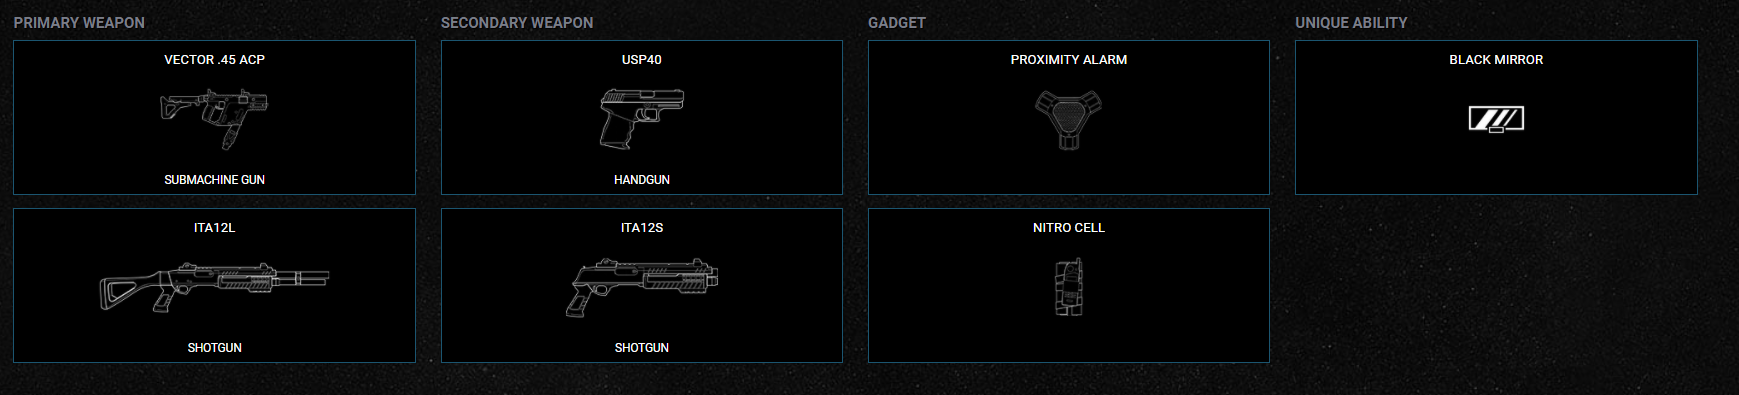 PRIMARY WEAPON
SECONDARY WEAPON
GADGET
UNIQUE ABILITY
VECTOR .45 ACP
USP40
PROXIMITY ALARM
BLACK MIRROR
SUBMACHINE GUN
HANDGUN
ITA12L
ITA12S
NITRO CELL
SHOTGUN
SHOTGUN